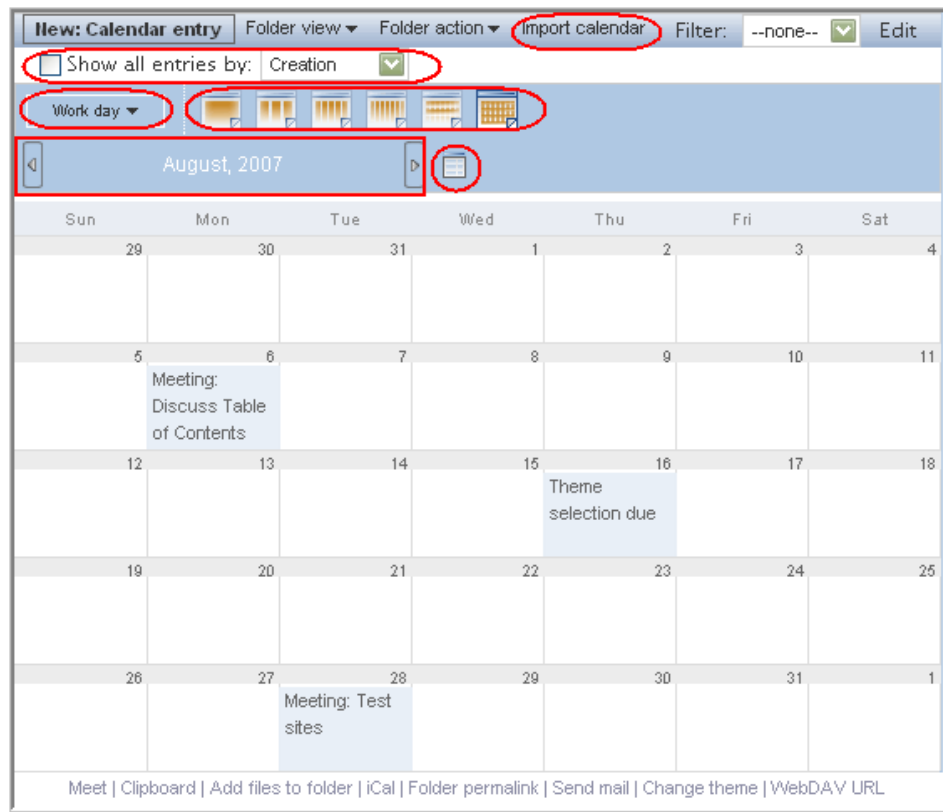 New: Calendar entry Folder view Folder action Import calendar Filter: --none-- Edit
Show all entries by: Creation
Work day
August, 2007
Sun Mon Tue Wed Thu Fri Sat
29 30 31 1 2 3 4
5 6 7 8 9 10 11
Meeting:
Discuss Table
of Contents
12 13 14 15 16 17 18
Theme
selection due
19 20 21 22 23 24 25
26 27 28 29 30 31 1
Meeting: Test
sites
Meet | Clipboard | Add files to folder | iCal | Folder permalink | Send mail | Change theme | WebDAV URL